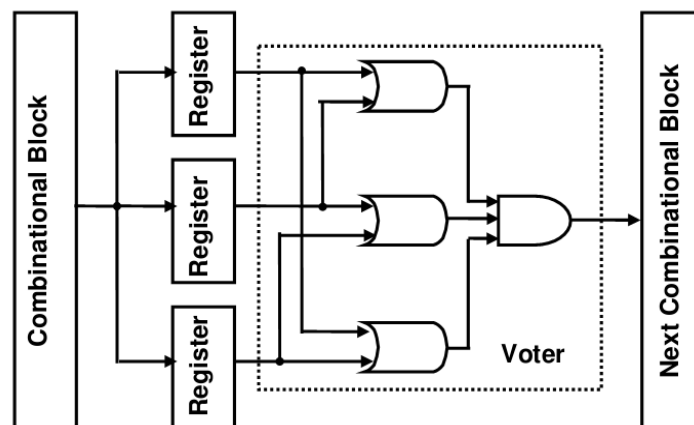 Combinational Block
Register
Register
Register
Voter
Next Combinational Block